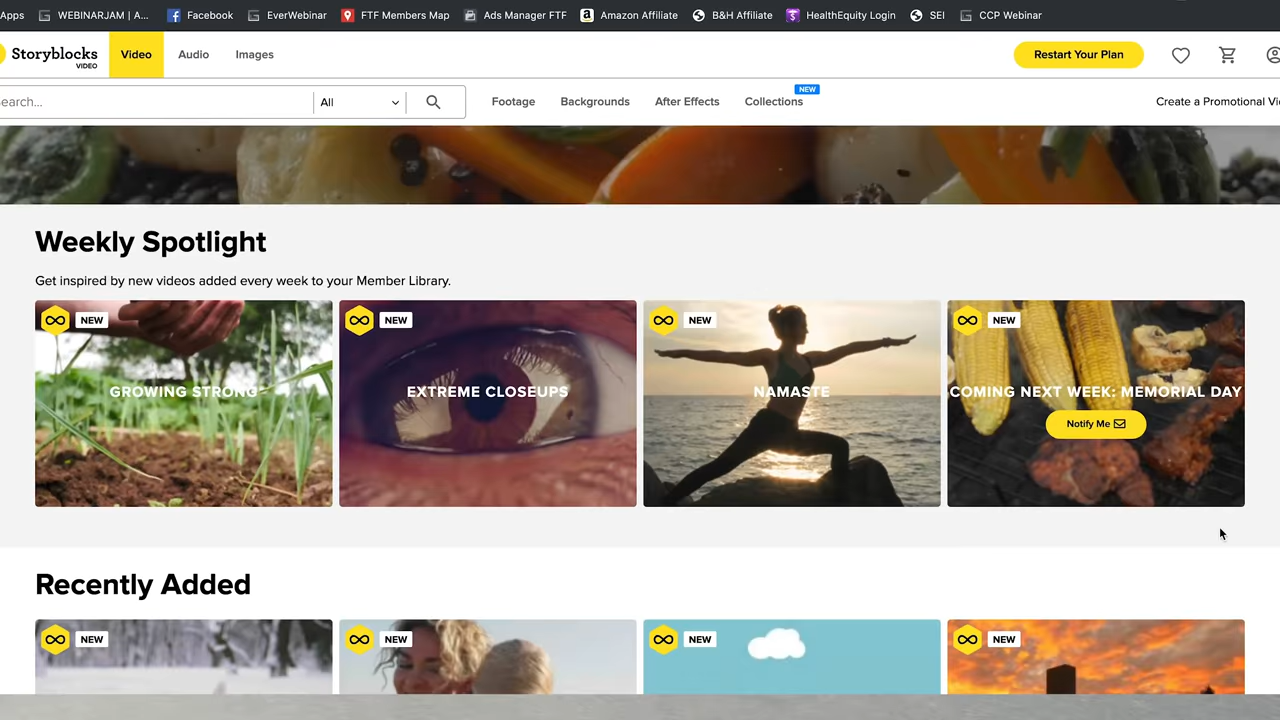 Apps WEBINARJAM | A... Facebook EverWebinar FTF Members Map Ads Manager FTF Amazon Affiliate B&H Affiliate HealthEquity Login SEI CCP Webinar
Storyblocks
VIDEO
Video Audio Images Restart Your Plan
NEW
earch... All Footage Backgrounds After Effects Collections Create a Promotional Vi
Weekly Spotlight
Get inspired by new videos added every week to your Member Library.
NEW NEW NEW NEW
GROWING STRONG EXTREME CLOSEUPS NAMASTE COMING NEXT WEEK: MEMORIAL DAY
Notify Me
Recently Added
NEW NEW NEW NEW